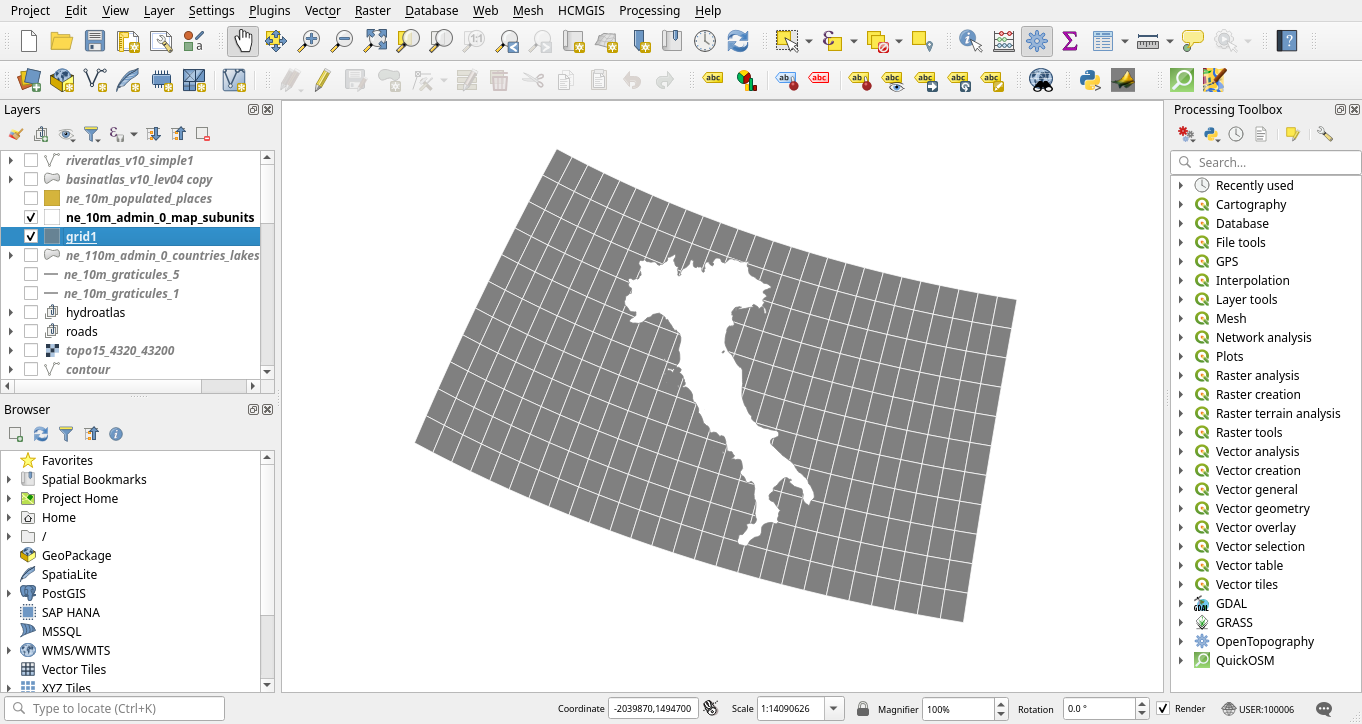 Project Edit View Layer Settings Plugins Vector Raster Database Web Mesh HCMGIS Processing Help
abc abc abc
Layers
riveratlas_v10_simple1
basinatlas_v10_lev04 copy
ne_10m_populated_places
ne_10m_admin_0_map_subunits
grid1
ne_110m_admin_0_countries_lakes
ne_10m_graticules_5
ne_10m_graticules_1
hydroatlas
roads
topo15_4320_43200
contour
Browser
Favorites
Spatial Bookmarks
Project Home
Home
/
GeoPackage
SpatiaLite
PostGIS
SAP HANA
MSSQL
WMS/WMTS
Vector Tiles
XYZ Tiles
Processing Toolbox
Search...
Recently used
Cartography
Database
File tools
GPS
Interpolation
Layer tools
Mesh
Network analysis
Plots
Raster analysis
Raster creation
Raster terrain analysis
Raster tools
Vector analysis
Vector creation
Vector general
Vector geometry
Vector overlay
Vector selection
Vector table
Vector tiles
GDAL
GRASS
OpenTopography
QuickOSM
Type to locate (Ctrl+K) Coordinate -2039870,1494700 Scale 1:14090626 Magnifier 100% Rotation 0.0 ° Render USER:100006